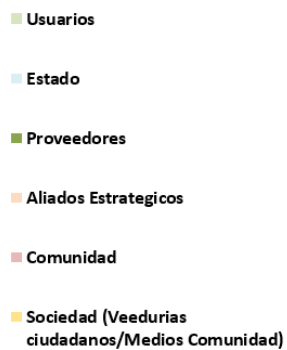 Usuarios
Estado
Proveedores
Aliados Estrategicos
Comunidad
Sociedad (Veedurias
ciudadanos/Medios Comunidad)